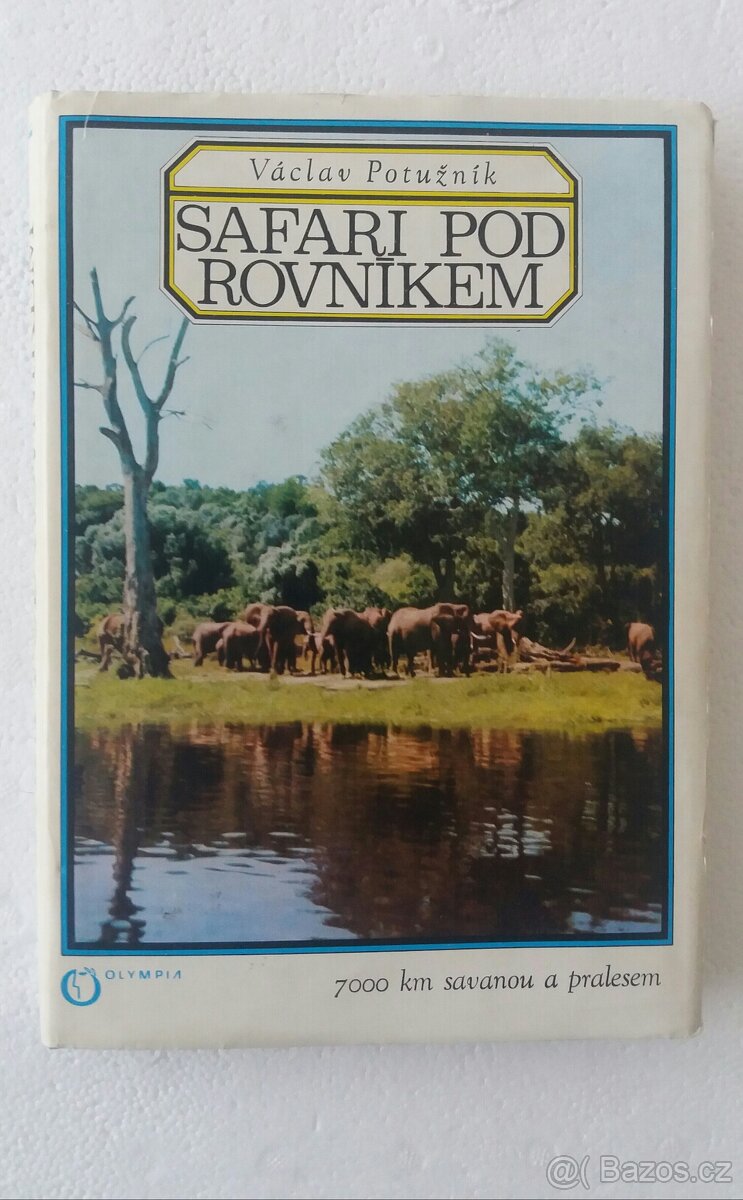 Václav Potužník
SAFARI POD
ROVNÍKEM
OLYMPIA
7000 km savanou a pralesem
@( Bazos.cz